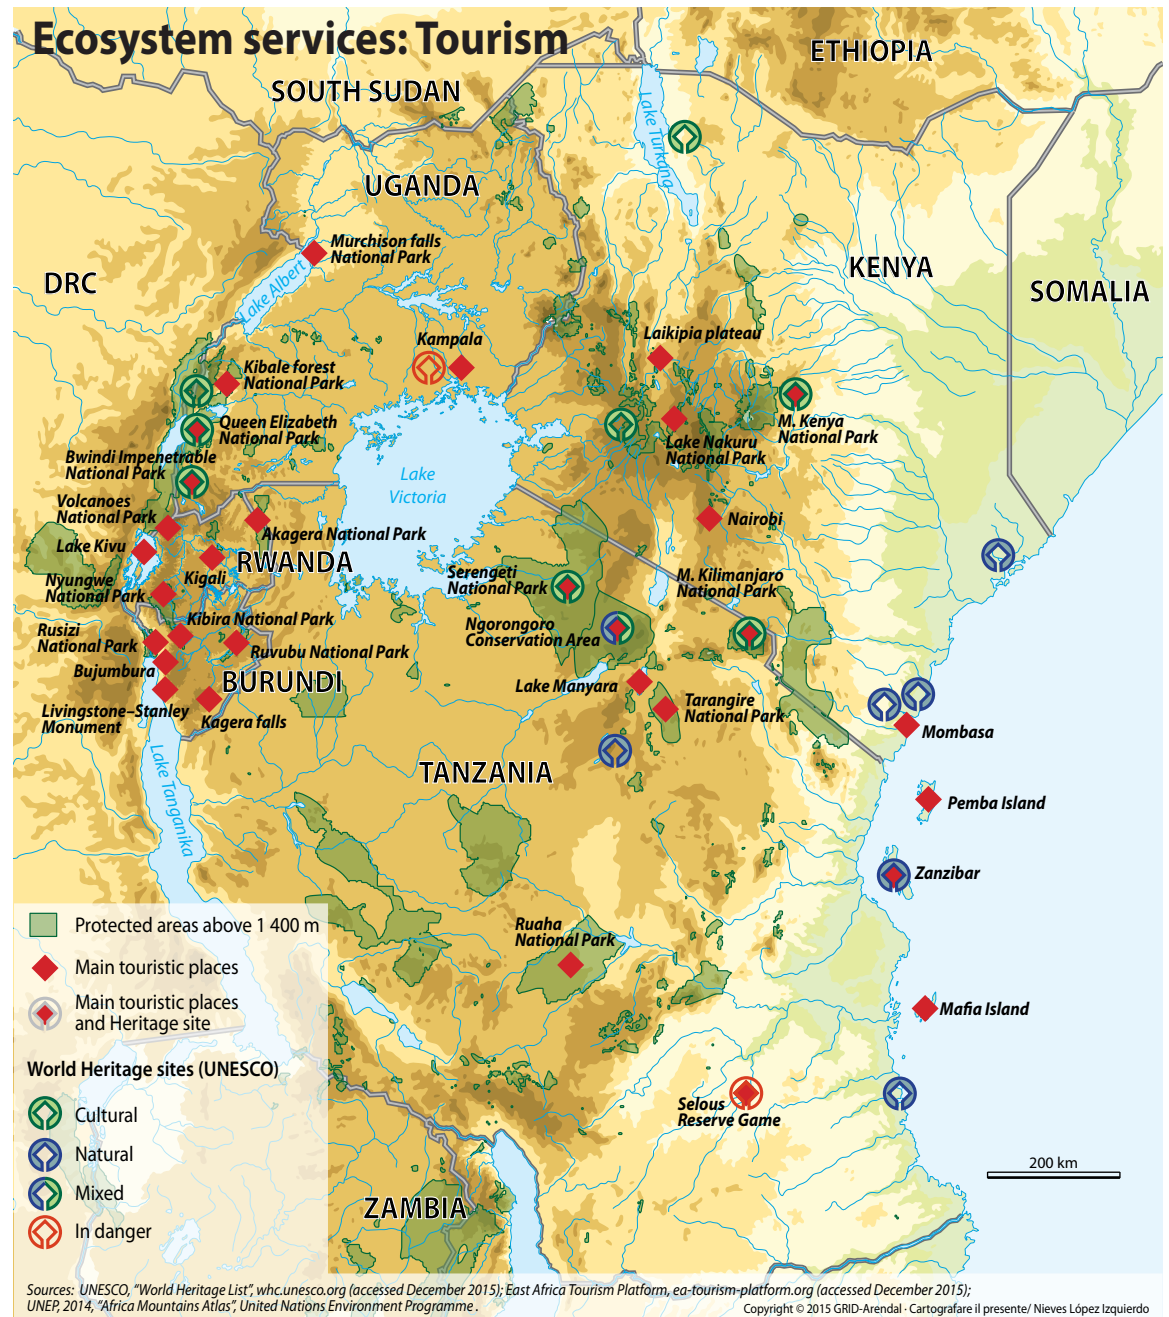 Ecosystem services: Tourism
ETHIOPIA
SOUTH SUDAN
Lake Turkana
UGANDA
Murchison falls
National Park
KENYA
DRC
SOMALIA
Lake Albert
Kampala
Laikipia plateau
Kibale forest
National Park
Queen Elizabeth
National Park
M. Kenya
National Park
Lake Nakuru
National Park
Bwindi Impenetrable
National Park
Lake
Victoria
Volcanoes
National Park
Nairobi
Akagera National Park
Lake Kivu
RWANDA
Kigali
Nyungwe
National Park
Serengeti
National Park
M. Kilimanjaro
National Park
Kibira National Park
Ngorongoro
Conservation Area
Rusizi
National Park
Ruvubu National Park
Bujumbura
BURUNDI
Lake Manyara
Livingstone–Stanley
Monument
Kagera falls
Tarangire
National Park
Mombasa
Lake Tanganika
TANZANIA
Pemba Island
Zanzibar
Ruaha
National Park
Mafia Island
Selous
Reserve Game
ZAMBIA
Protected areas above 1 400 m
Main touristic places
Main touristic places
and Heritage site
World Heritage sites (UNESCO)
Cultural
Natural
Mixed
In danger
200 km
Sources: UNESCO, “World Heritage List”, whc.unesco.org (accessed December 2015); East Africa Tourism Platform, ea-tourism-platform.org (accessed December 2015);
UNEP, 2014, “Africa Mountains Atlas”, United Nations Environment Programme .
Copyright © 2015 GRID-Arendal · Cartografare il presente/ Nieves López Izquierdo